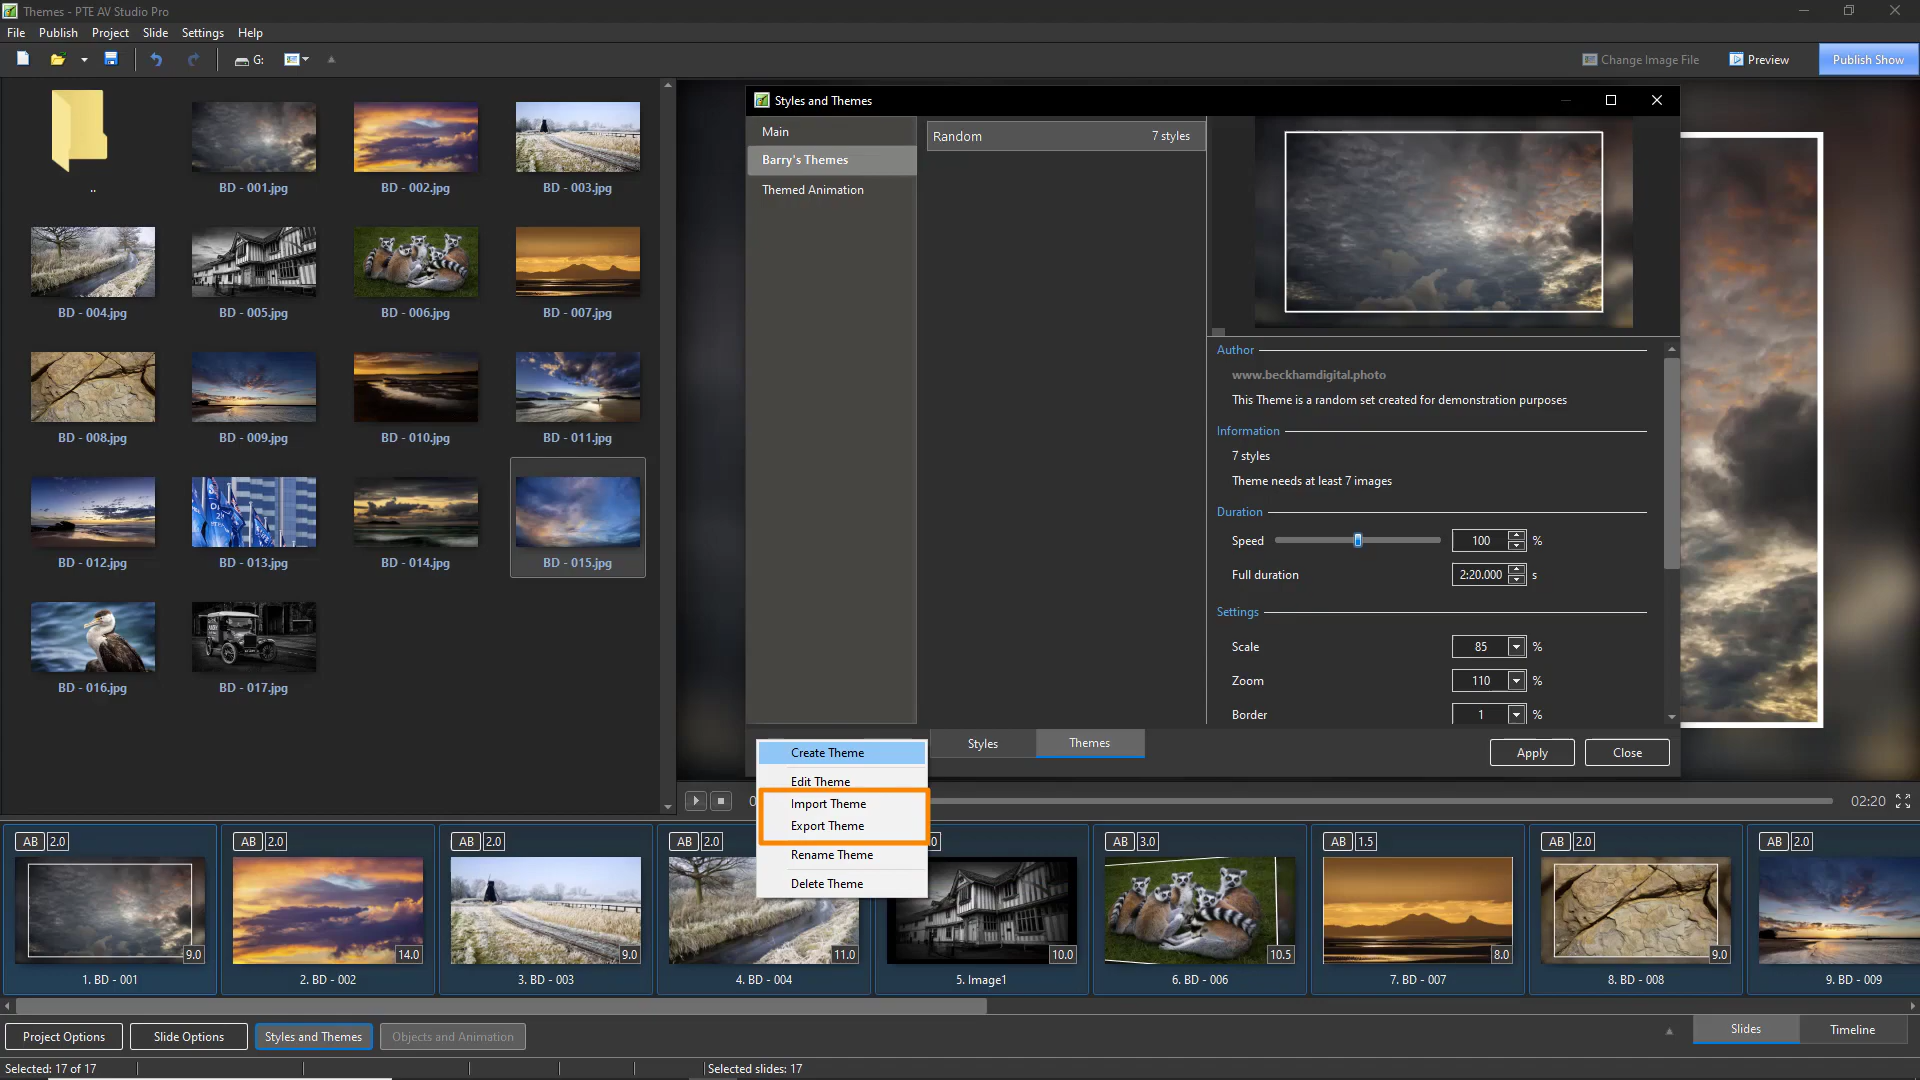 Themes - PTE AV Studio Pro
File Publish Project Slide Settings Help
G:
Change Image File
Preview
Publish Show
..
BD - 001.jpg
BD - 002.jpg
BD - 003.jpg
BD - 004.jpg
BD - 005.jpg
BD - 006.jpg
BD - 007.jpg
BD - 008.jpg
BD - 009.jpg
BD - 010.jpg
BD - 011.jpg
BD - 012.jpg
BD - 013.jpg
BD - 014.jpg
BD - 015.jpg
BD - 016.jpg
BD - 017.jpg
Styles and Themes
Main
Barry's Themes
Themed Animation
Random 7 styles
Author
www.beckhamdigital.photo
This Theme is a random set created for demonstration purposes
Information
7 styles
Theme needs at least 7 images
Duration
Speed 100 %
Full duration 2:20.000 s
Settings
Scale 85 %
Zoom 110 %
Border 1 %
Styles
Themes
Apply
Close
Create Theme
Edit Theme
Import Theme
Export Theme
Rename Theme
Delete Theme
02:20
AB 2.0
9.0
1. BD - 001
AB 2.0
14.0
2. BD - 002
AB 2.0
9.0
3. BD - 003
AB 2.0
11.0
4. BD - 004
10.0
5. Image1
AB 3.0
10.5
6. BD - 006
AB 1.5
8.0
7. BD - 007
AB 2.0
9.0
8. BD - 008
AB 2.0
9. BD - 009
Project Options
Slide Options
Styles and Themes
Objects and Animation
Slides
Timeline
Selected: 17 of 17
Selected slides: 17